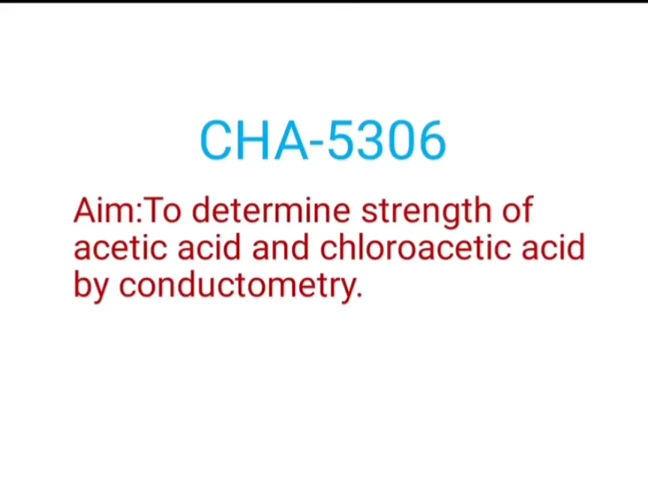 CHA-5306
Aim:To determine strength of
acetic acid and chloroacetic acid
by conductometry.